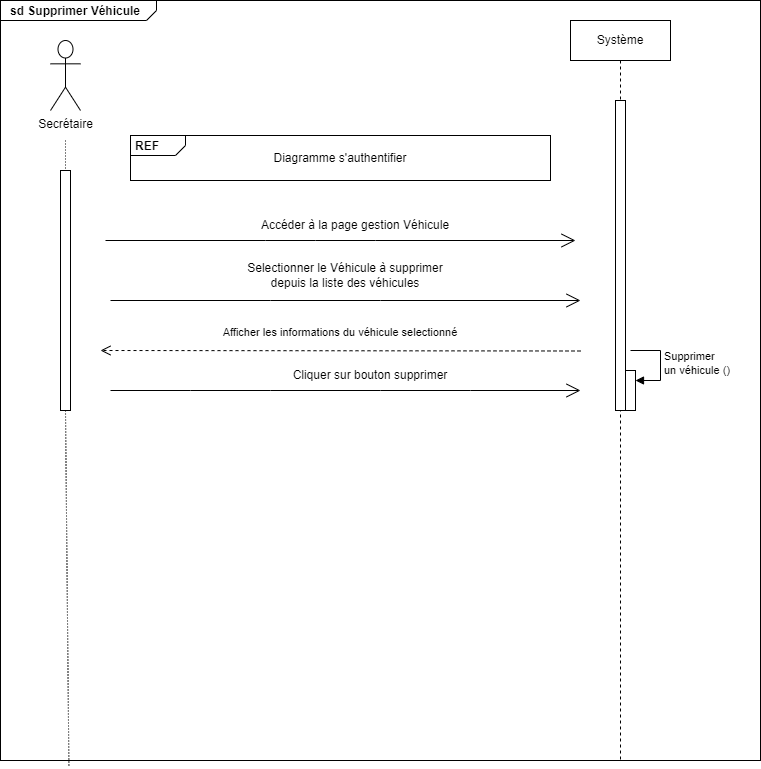 sd Supprimer Véhicule
Système
Secrétaire
REF
Diagramme s'authentifier
Accéder à la page gestion Véhicule
Selectionner le Véhicule à supprimer
depuis la liste des véhicules
Afficher les informations du véhicule selectionné
Supprimer
un véhicule ()
Cliquer sur bouton supprimer